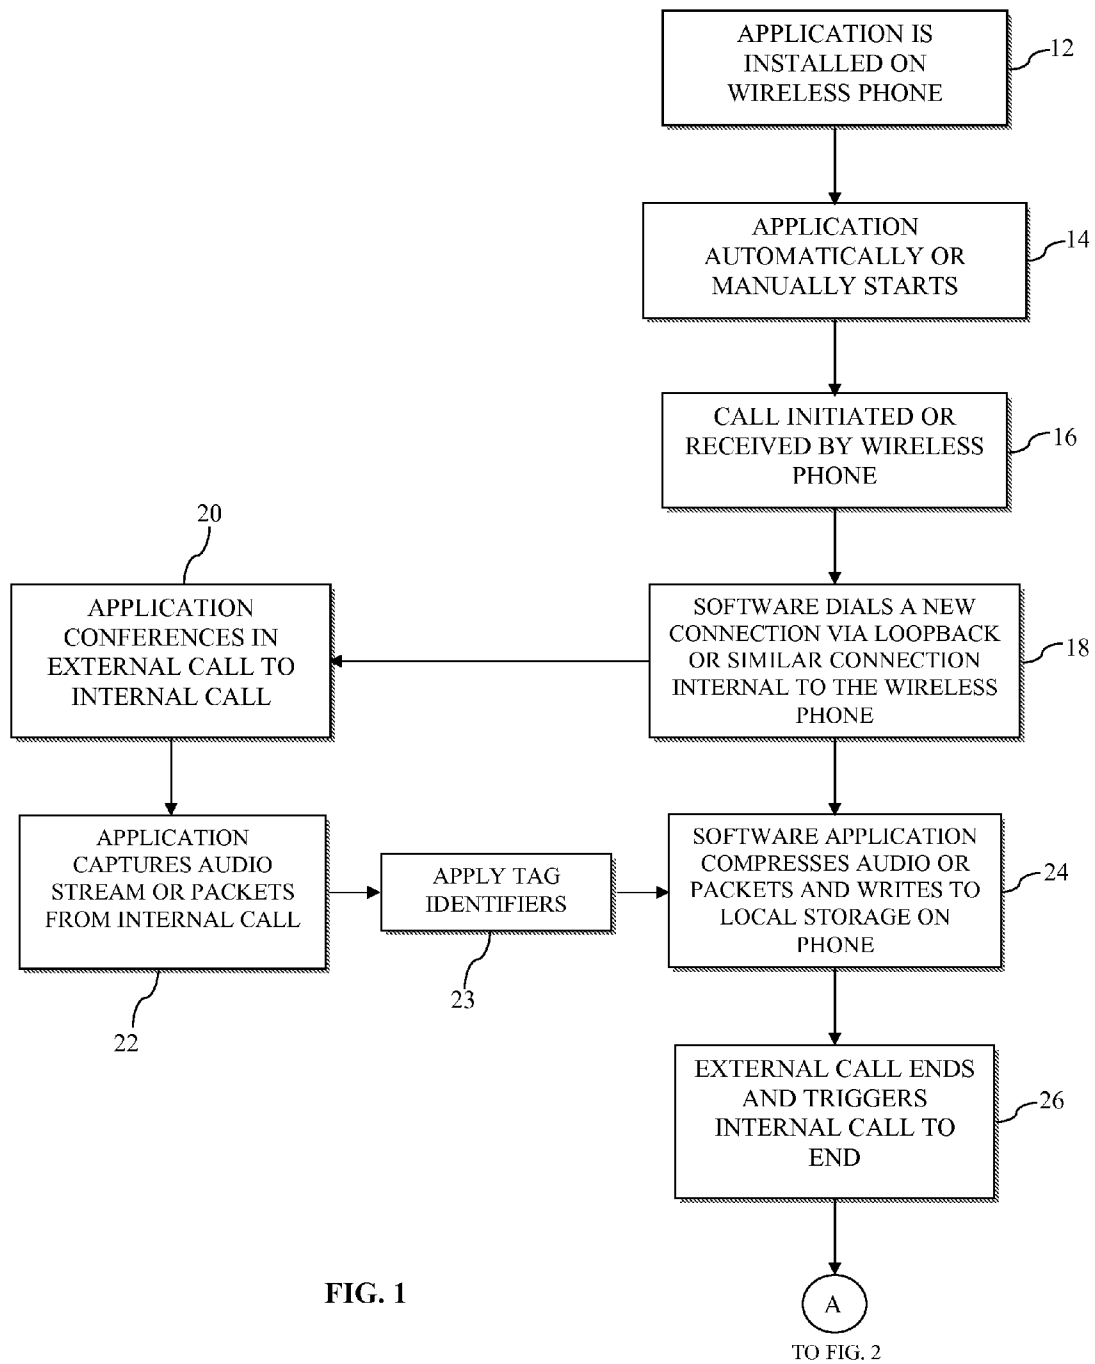 APPLICATION IS
INSTALLED ON
WIRELESS PHONE
12
APPLICATION
AUTOMATICALLY OR
MANUALLY STARTS
14
CALL INITIATED OR
RECEIVED BY WIRELESS
PHONE
16
SOFTWARE DIALS A NEW
CONNECTION VIA LOOPBACK
OR SIMILAR CONNECTION
INTERNAL TO THE WIRELESS
PHONE
18
20
APPLICATION
CONFERENCES IN
EXTERNAL CALL TO
INTERNAL CALL
APPLICATION
CAPTURES AUDIO
STREAM OR PACKETS
FROM INTERNAL CALL
22
APPLY TAG
IDENTIFIERS
23
SOFTWARE APPLICATION
COMPRESSES AUDIO OR
PACKETS AND WRITES TO
LOCAL STORAGE ON
PHONE
24
EXTERNAL CALL ENDS
AND TRIGGERS
INTERNAL CALL TO
END
26
FIG. 1
A
TO FIG. 2